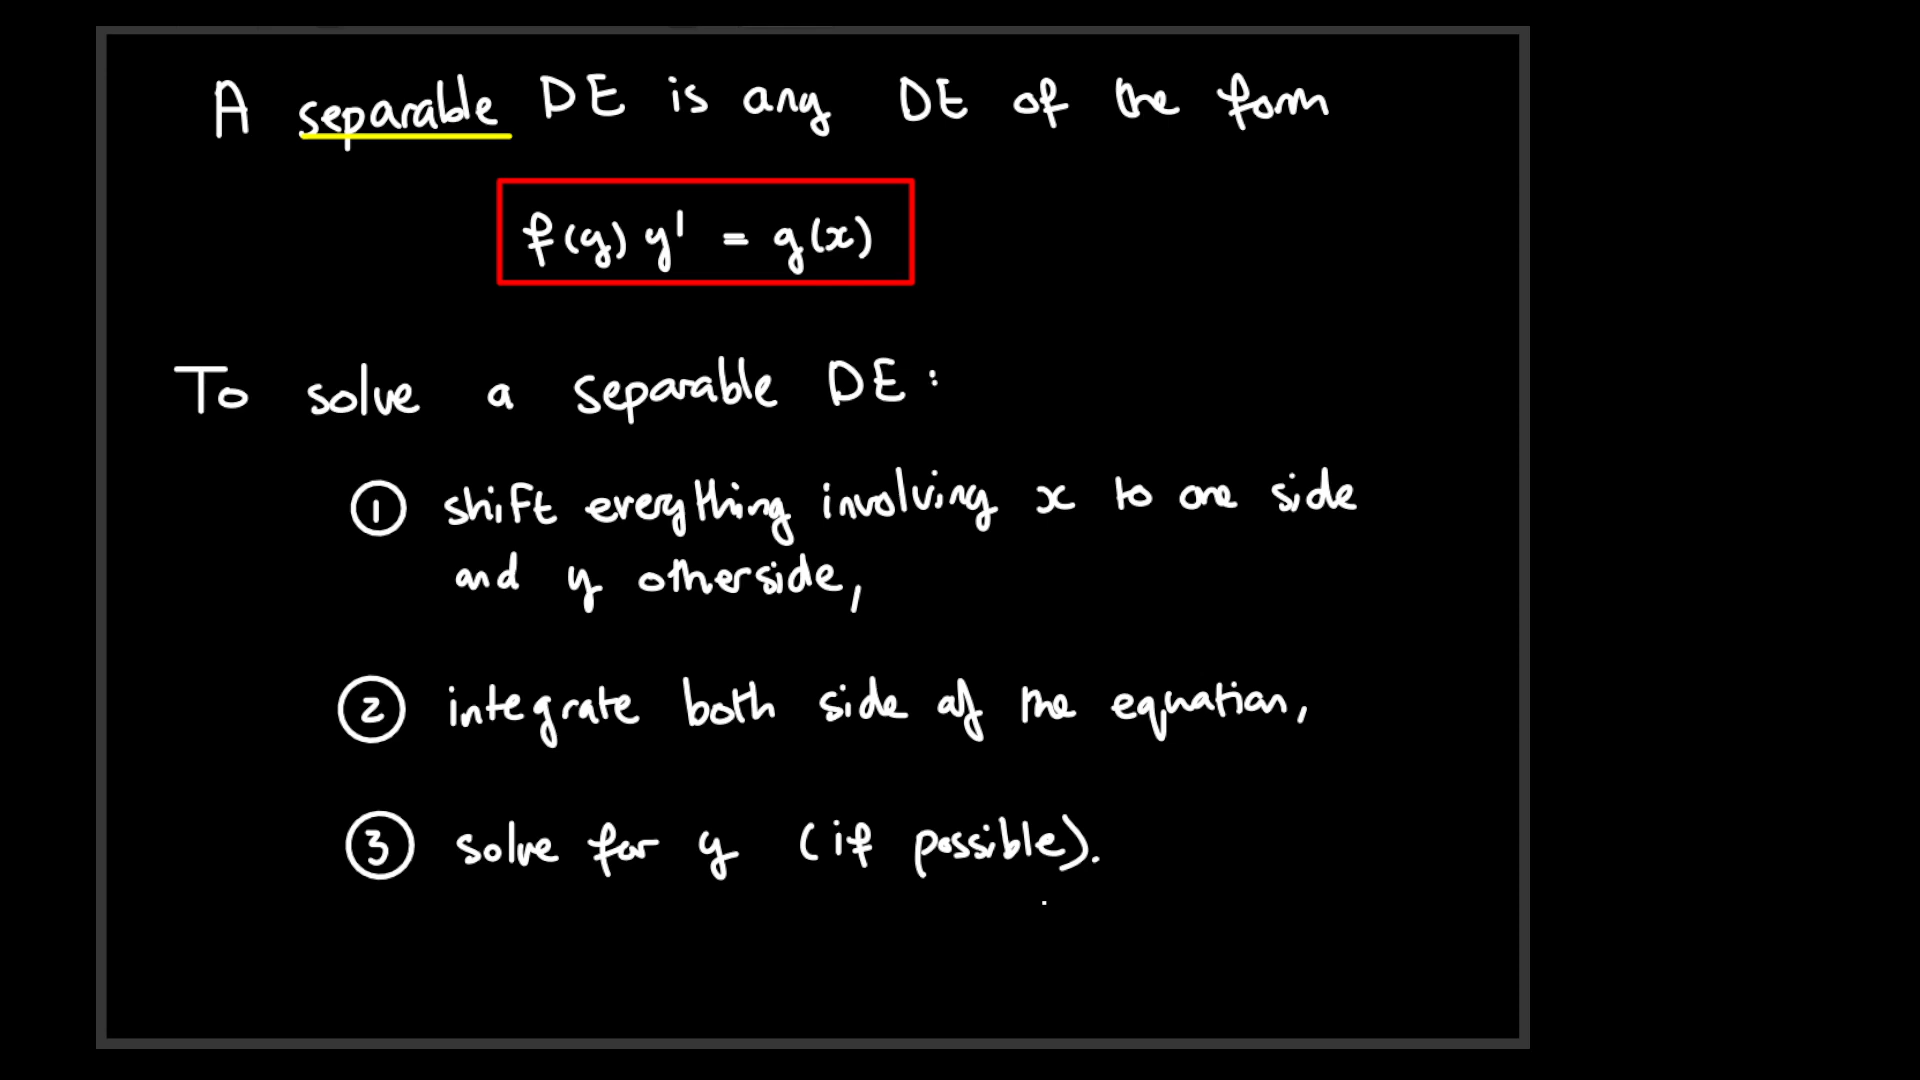 A separable DE is any DE of the form
f(y) y' = g(x)
To solve a separable DE:
① shift everything involving x to one side
and y otherside,
② integrate both side of the equation,
③ solve for y (if possible).